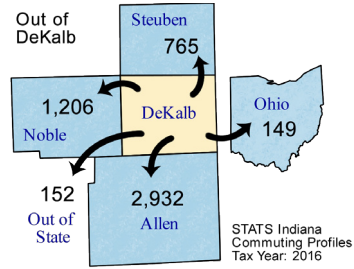 Out of
DeKalb
Steuben
765
1,206
Noble
DeKalb
Ohio
149
152
Out of
State
2,932
Allen
STATS Indiana
Commuting Profiles
Tax Year: 2016